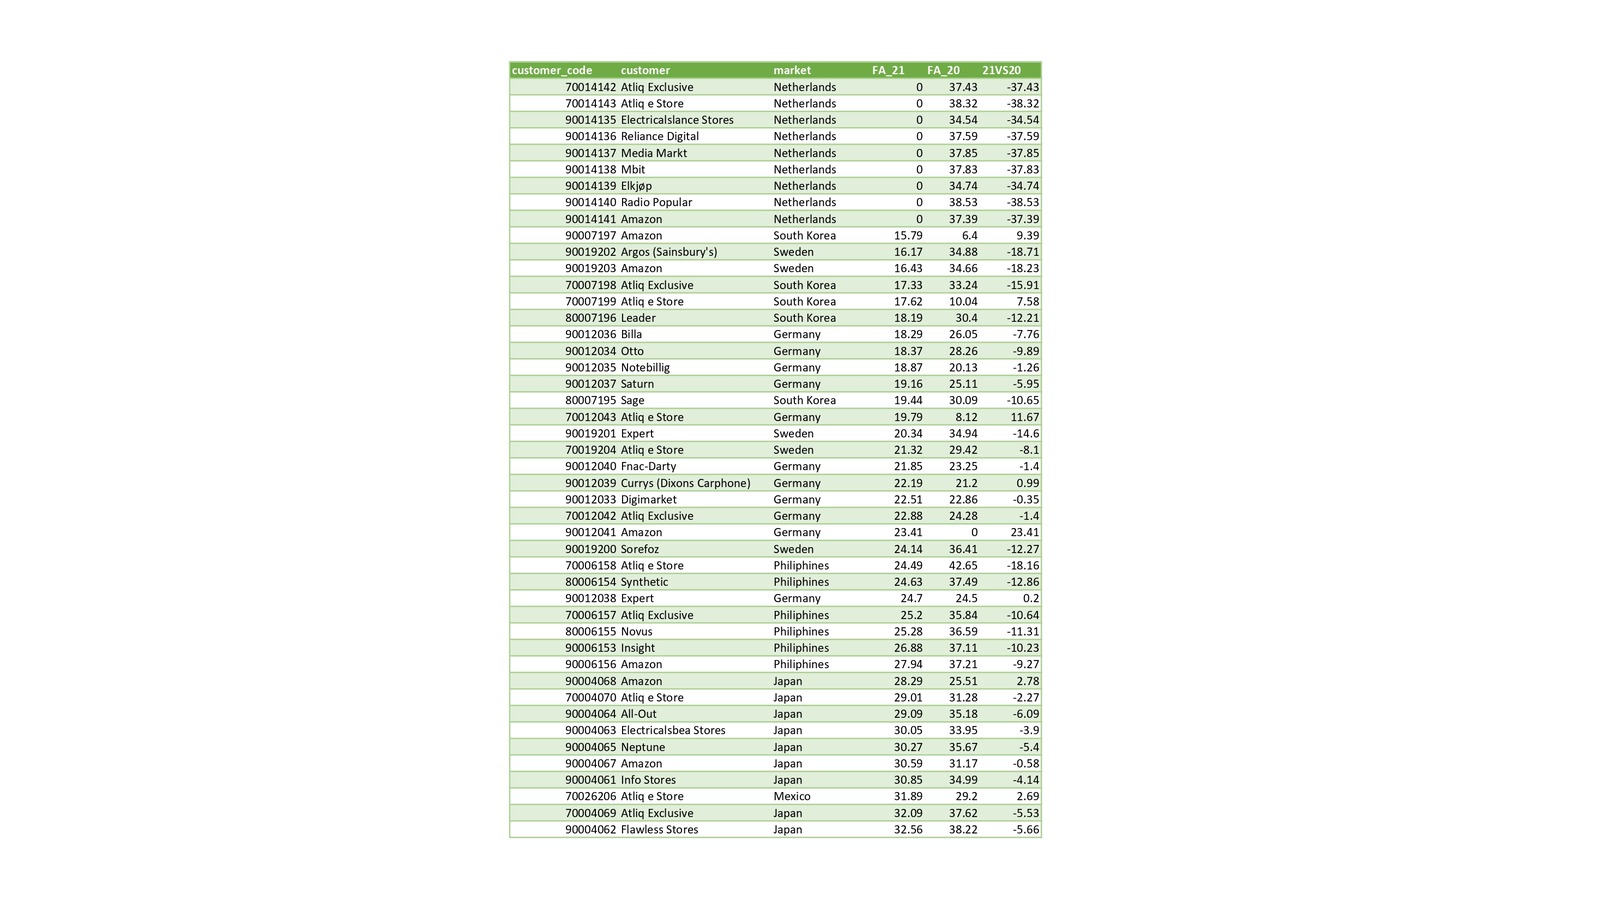 customer_code customer market FA_21 FA_20 21VS20
70014142 Atliq Exclusive Netherlands 0 37.43 -37.43
70014143 Atliq e Store Netherlands 0 38.32 -38.32
90014135 Electricalslance Stores Netherlands 0 34.54 -34.54
90014136 Reliance Digital Netherlands 0 37.59 -37.59
90014137 Media Markt Netherlands 0 37.85 -37.85
90014138 Mbit Netherlands 0 37.83 -37.83
90014139 Elkjøp Netherlands 0 34.74 -34.74
90014140 Radio Popular Netherlands 0 38.53 -38.53
90014141 Amazon Netherlands 0 37.39 -37.39
90007197 Amazon South Korea 15.79 6.4 9.39
90019202 Argos (Sainsbury's) Sweden 16.17 34.88 -18.71
90019203 Amazon Sweden 16.43 34.66 -18.23
70007198 Atliq Exclusive South Korea 17.33 33.24 -15.91
70007199 Atliq e Store South Korea 17.62 10.04 7.58
80007196 Leader South Korea 18.19 30.4 -12.21
90012036 Billa Germany 18.29 26.05 -7.76
90012034 Otto Germany 18.37 28.26 -9.89
90012035 Notebillig Germany 18.87 20.13 -1.26
90012037 Saturn Germany 19.16 25.11 -5.95
80007195 Sage South Korea 19.44 30.09 -10.65
70012043 Atliq e Store Germany 19.79 8.12 11.67
90019201 Expert Sweden 20.34 34.94 -14.6
70019204 Atliq e Store Sweden 21.32 29.42 -8.1
90012040 Fnac-Darty Germany 21.85 23.25 -1.4
90012039 Currys (Dixons Carphone) Germany 22.19 21.2 0.99
90012033 Digimarket Germany 22.51 22.86 -0.35
70012042 Atliq Exclusive Germany 22.88 24.28 -1.4
90012041 Amazon Germany 23.41 0 23.41
90019200 Sorefoz Sweden 24.14 36.41 -12.27
70006158 Atliq e Store Philiphines 24.49 42.65 -18.16
80006154 Synthetic Philiphines 24.63 37.49 -12.86
90012038 Expert Germany 24.7 24.5 0.2
70006157 Atliq Exclusive Philiphines 25.2 35.84 -10.64
80006155 Novus Philiphines 25.28 36.59 -11.31
90006153 Insight Philiphines 26.88 37.11 -10.23
90006156 Amazon Philiphines 27.94 37.21 -9.27
90004068 Amazon Japan 28.29 25.51 2.78
70004070 Atliq e Store Japan 29.01 31.28 -2.27
90004064 All-Out Japan 29.09 35.18 -6.09
90004063 Electricalsbea Stores Japan 30.05 33.95 -3.9
90004065 Neptune Japan 30.27 35.67 -5.4
90004067 Amazon Japan 30.59 31.17 -0.58
90004061 Info Stores Japan 30.85 34.99 -4.14
70026206 Atliq e Store Mexico 31.89 29.2 2.69
70004069 Atliq Exclusive Japan 32.09 37.62 -5.53
90004062 Flawless Stores Japan 32.56 38.22 -5.66